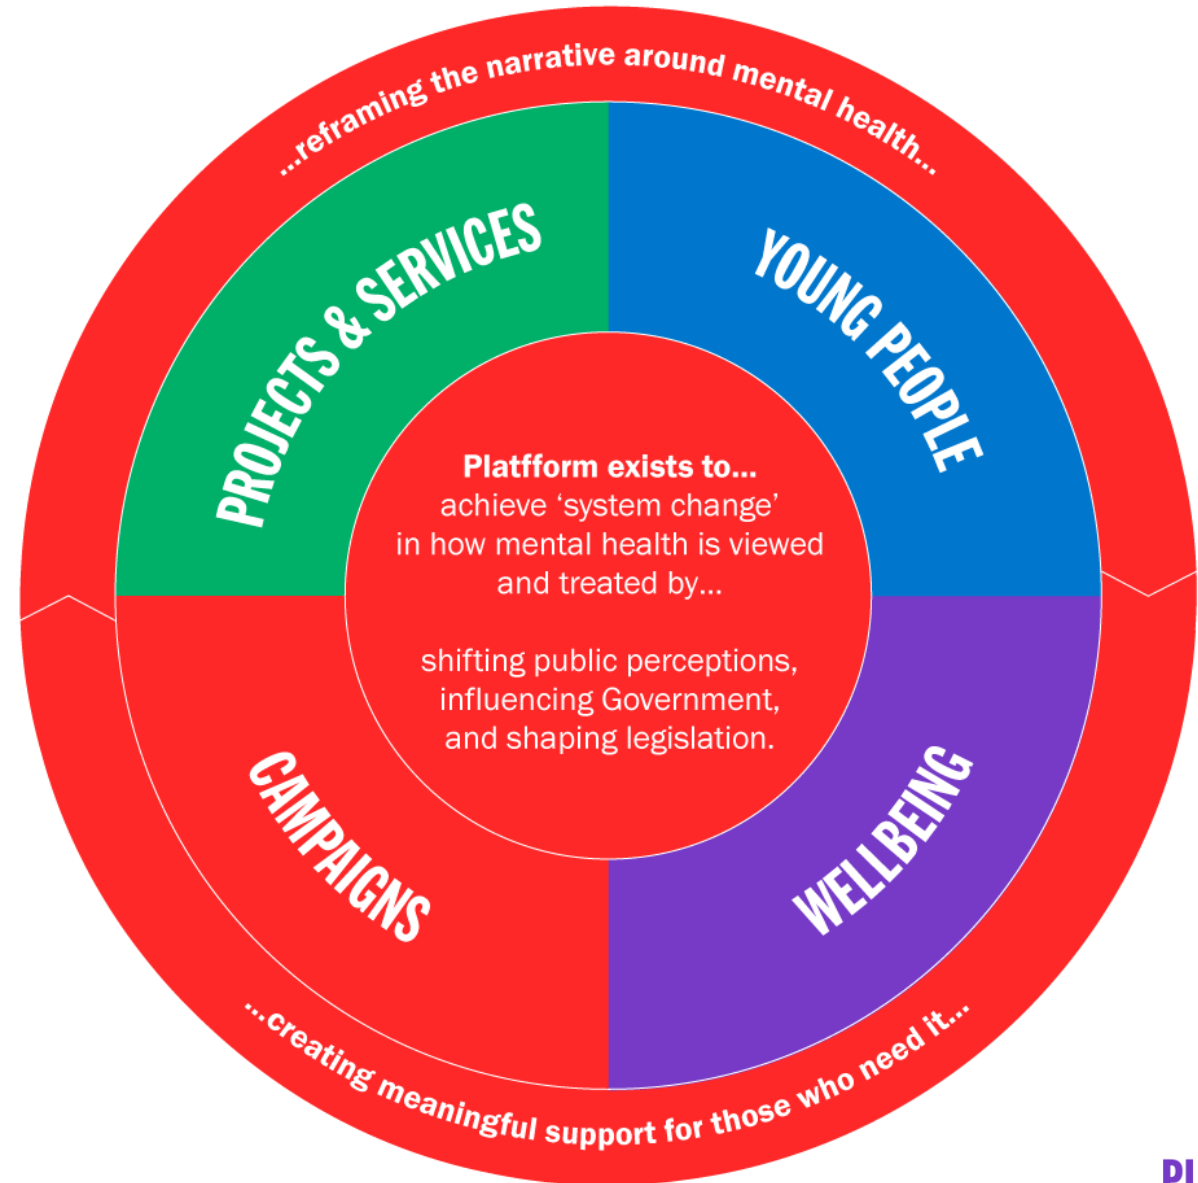 ...reframing the narrative around mental health...
PROJECTS & SERVICES
YOUNG PEOPLE
Platfform exists to...
achieve ‘system change’
in how mental health is viewed
and treated by...
shifting public perceptions,
influencing Government,
and shaping legislation.
CAMPAIGNS
WELLBEING
...creating meaningful support for those who need it...